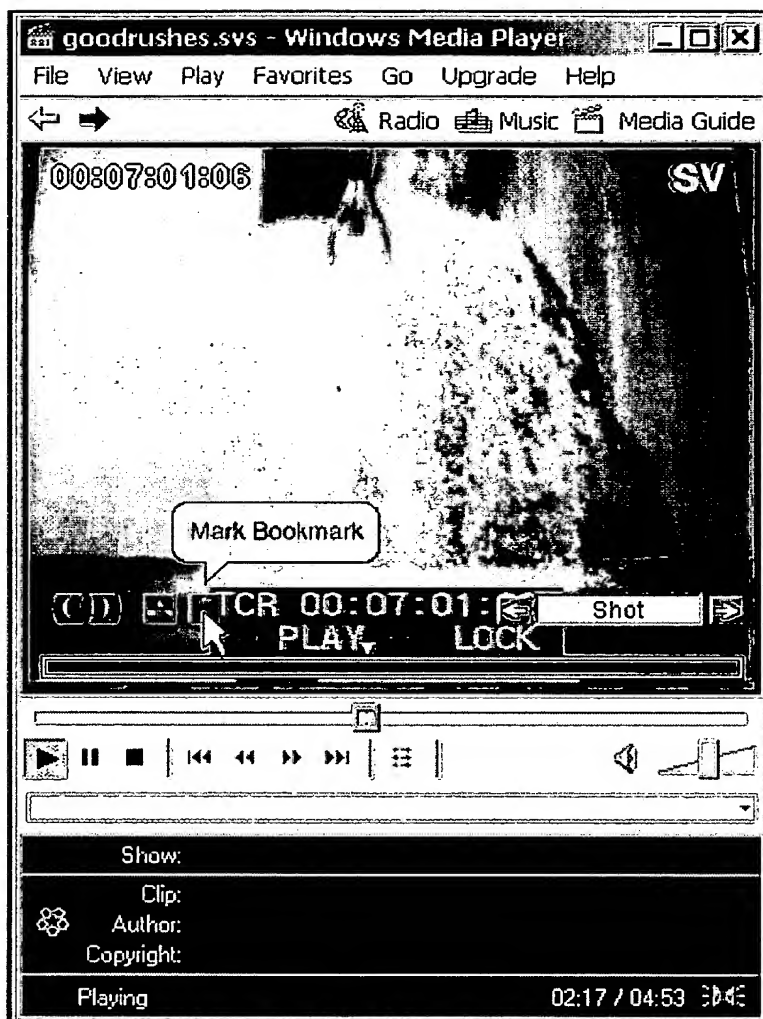 goodrushes.svs - Windows Media Player
File View Play Favorites Go Upgrade Help
Radio Music Media Guide
00:07:01:06 SV
Mark Bookmark
TCR 00:07:01: Shot
PLAY LOCK
Show:
Clip:
Author:
Copyright:
Playing 02:17 / 04:53